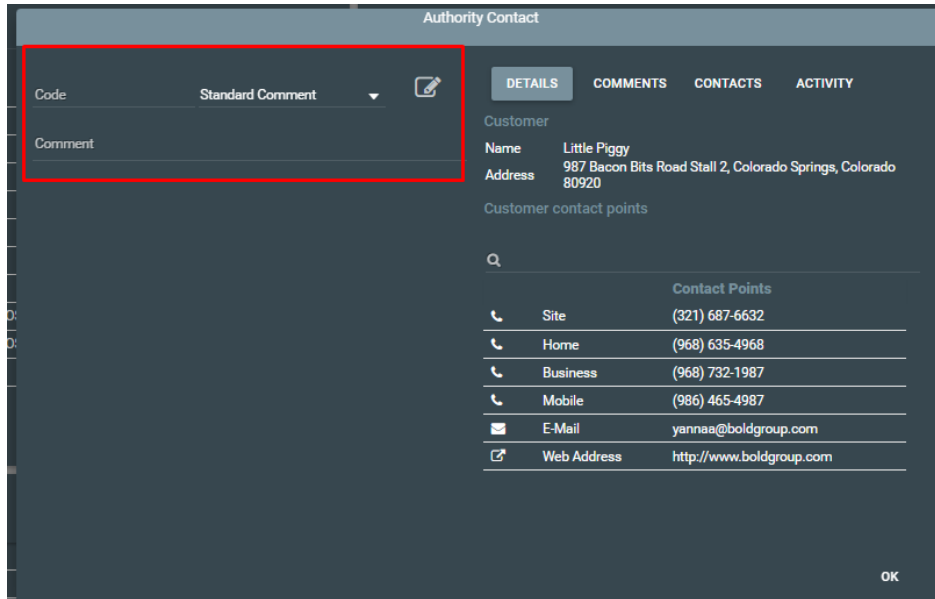 Authority Contact
Code
Standard Comment
Comment
DETAILS COMMENTS CONTACTS ACTIVITY
Customer
Name Little Piggy
Address 987 Bacon Bits Road Stall 2, Colorado Springs, Colorado
80920
Customer contact points
Contact Points
Site (321) 687-6632
Home (968) 635-4968
Business (968) 732-1987
Mobile (986) 465-4987
E-Mail yannaa@boldgroup.com
Web Address http://www.boldgroup.com
OK